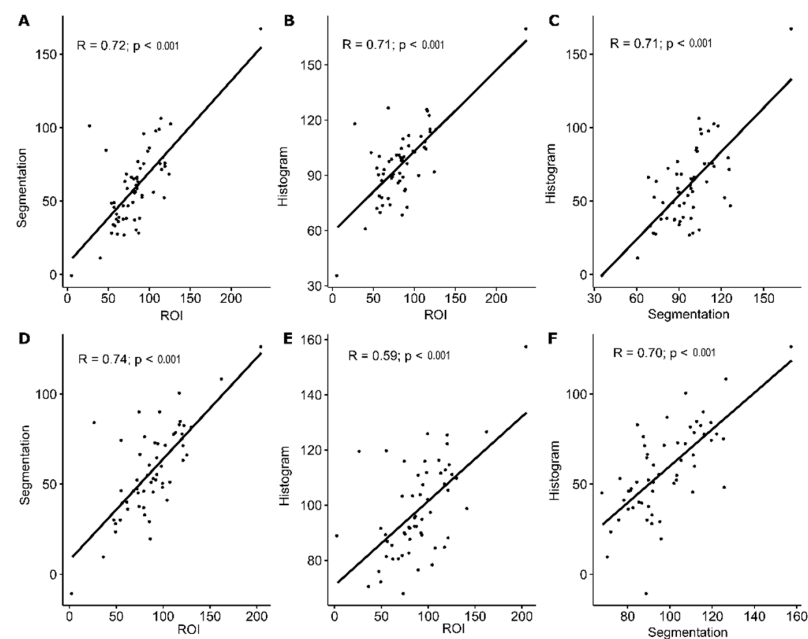 A
R = 0.72; p < 0.001
Segmentation
150
100
50
0
0 50 100 150 200
ROI
B
R = 0.71; p < 0.001
Histogram
150
120
90
60
30
0 50 100 150 200
ROI
C
R = 0.71; p < 0.001
Histogram
150
100
50
0
30 60 90 120 150
Segmentation
D
R = 0.74; p < 0.001
Segmentation
100
50
0
0 50 100 150 200
ROI
E
R = 0.59; p < 0.001
Histogram
160
140
120
100
80
0 50 100 150 200
ROI
F
R = 0.70; p < 0.001
Histogram
100
50
0
80 100 120 140 160
Segmentation